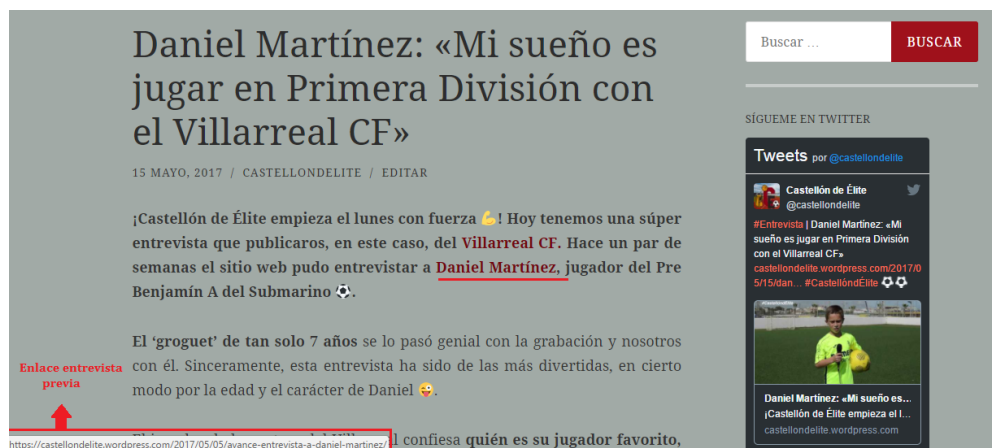 Daniel Martínez: «Mi sueño es
jugar en Primera División con
el Villarreal CF»
15 MAYO, 2017 / CASTELLONDELITE / EDITAR
¡Castellón de Élite empieza el lunes con fuerza 💪! Hoy tenemos una súper
entrevista que publicaros, en este caso, del Villarreal CF. Hace un par de
semanas el sitio web pudo entrevistar a Daniel Martínez, jugador del Pre
Benjamín A del Submarino ⚽.
El ‘groguet’ de tan solo 7 años se lo pasó genial con la grabación y nosotros
con él. Sinceramente, esta entrevista ha sido de las más divertidas, en cierto
modo por la edad y el carácter de Daniel 😜.
Enlace entrevista
previa
https://castellondelite.wordpress.com/2017/05/05/avance-entrevista-a-daniel-martinez/
l confiesa quién es su jugador favorito,
Buscar …
BUSCAR
SÍGUEME EN TWITTER
Tweets por @castellondelite
Castellón de Élite
@castellondelite
#Entrevista | Daniel Martínez: «Mi
sueño es jugar en Primera División
con el Villarreal CF»
castellondelite.wordpress.com/2017/0
5/15/dan… #CastellóndÉlite ⚽⚽
Daniel Martínez: «Mi sueño es…
¡Castellón de Élite empieza el l…
castellondelite.wordpress.com